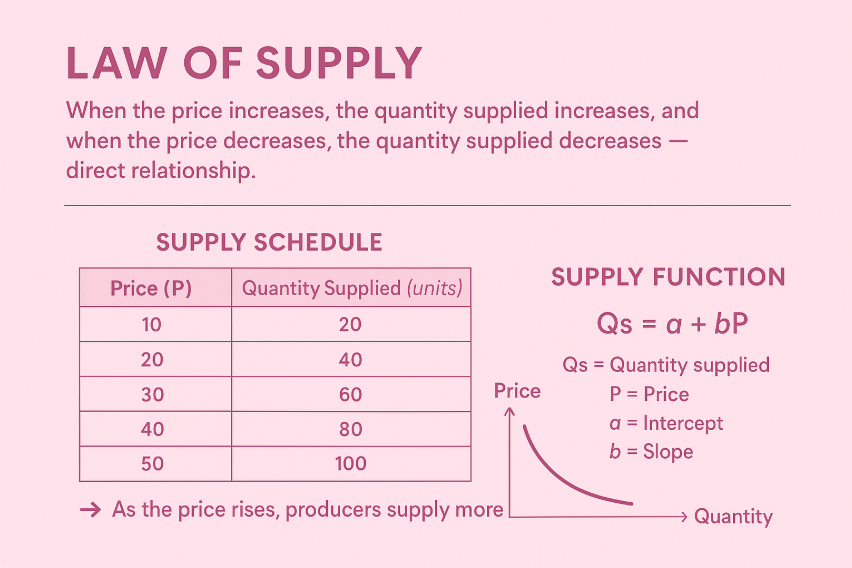 LAW OF SUPPLY
When the price increases, the quantity supplied increases, and
when the price decreases, the quantity supplied decreases —
direct relationship.
SUPPLY SCHEDULE
Price (P) Quantity Supplied (units)
10 20
20 40
30 60
40 80
50 100
→ As the price rises, producers supply more
SUPPLY FUNCTION
Qs = a + bP
Qs = Quantity supplied
P = Price
a = Intercept
b = Slope
Price
Quantity